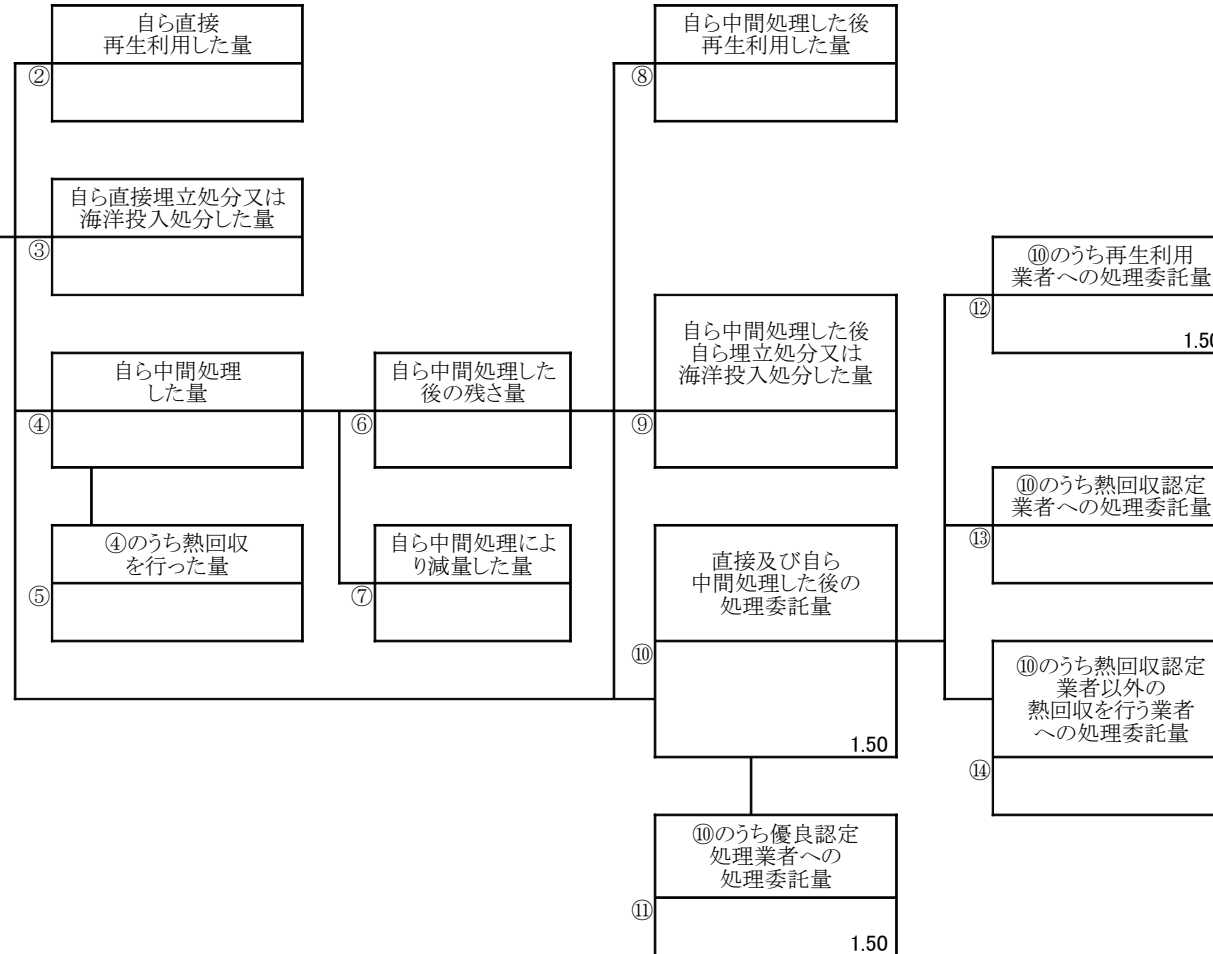 自ら直接
再生利用した量
②
自ら中間処理した後
再生利用した量
⑧
自ら直接埋立処分又は
海洋投入処分した量
③
⑩のうち再生利用
業者への処理委託量
⑫
1.50
自ら中間処理
した量
④
自ら中間処理した
後の残さ量
⑥
自ら中間処理した後
自ら埋立処分又は
海洋投入処分した量
⑨
⑩のうち熱回収認定
業者への処理委託量
⑬
④のうち熱回収
を行った量
⑤
自ら中間処理によ
り減量した量
⑦
直接及び自ら
中間処理した後の
処理委託量
⑩
1.50
⑩のうち熱回収認定
業者以外の
熱回収を行う業者
への処理委託量
⑭
⑩のうち優良認定
処理業者への
処理委託量
⑪
1.50